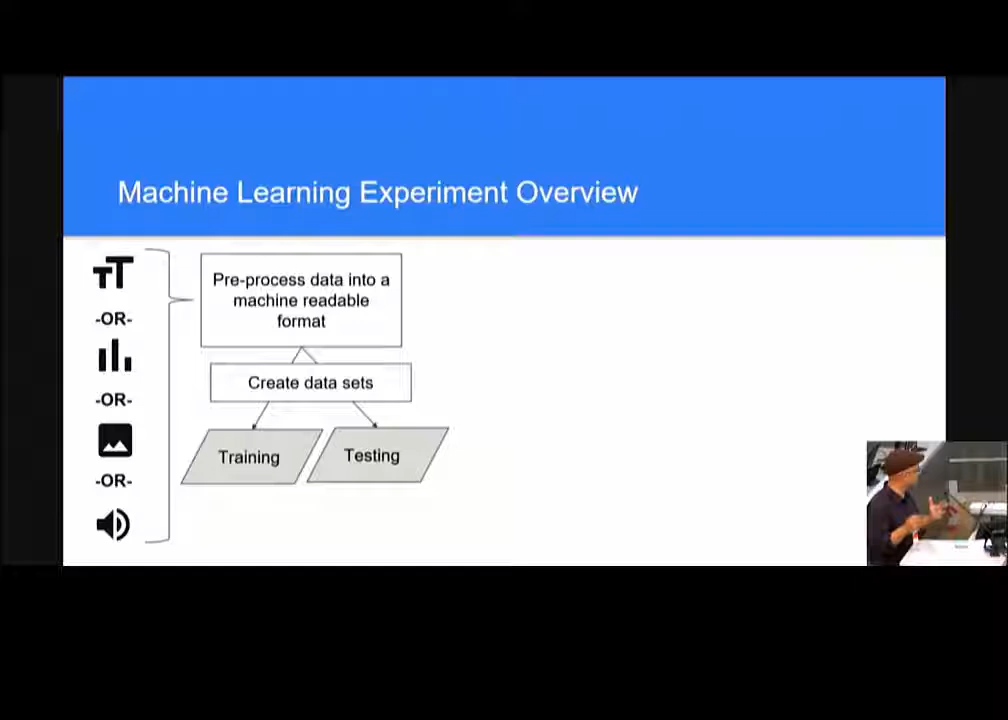 Machine Learning Experiment Overview
-OR-
-OR-
-OR-
Pre-process data into a
machine readable
format
Create data sets
Training
Testing